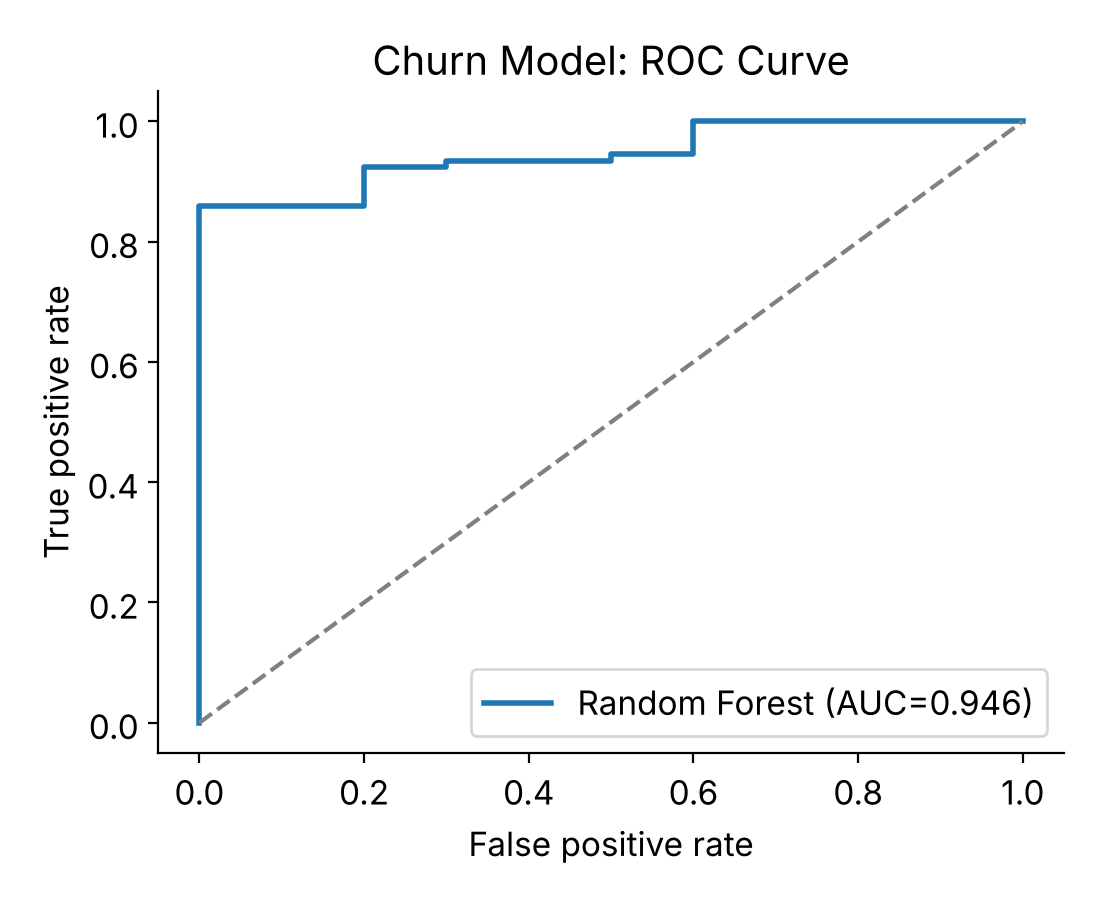 Churn Model: ROC Curve
True positive rate
1.0
0.8
0.6
0.4
0.2
0.0
Random Forest (AUC=0.946)
0.0 0.2 0.4 0.6 0.8 1.0
False positive rate